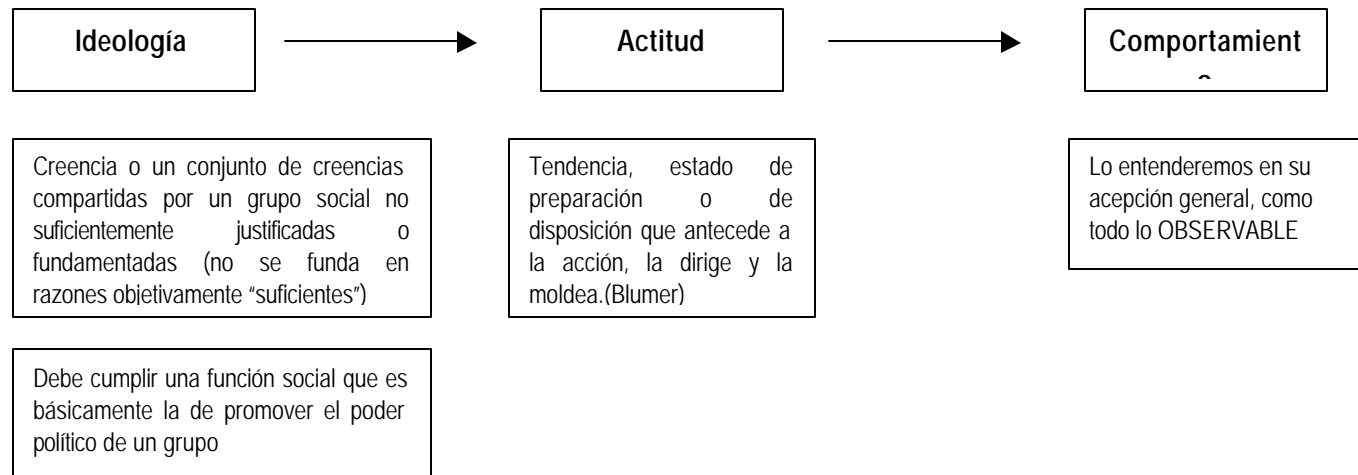 Ideología
Actitud
Comportamient
o
Creencia o un conjunto de creencias
compartidas por un grupo social no
suficientemente justificadas o
fundamentadas (no se funda en
razones objetivamente “suficientes”)
Tendencia, estado de
preparación o de
disposición que antecede a
la acción, la dirige y la
moldea.(Blumer)
Lo entenderemos en su
acepción general, como
todo lo OBSERVABLE
Debe cumplir una función social que es
básicamente la de promover el poder
político de un grupo